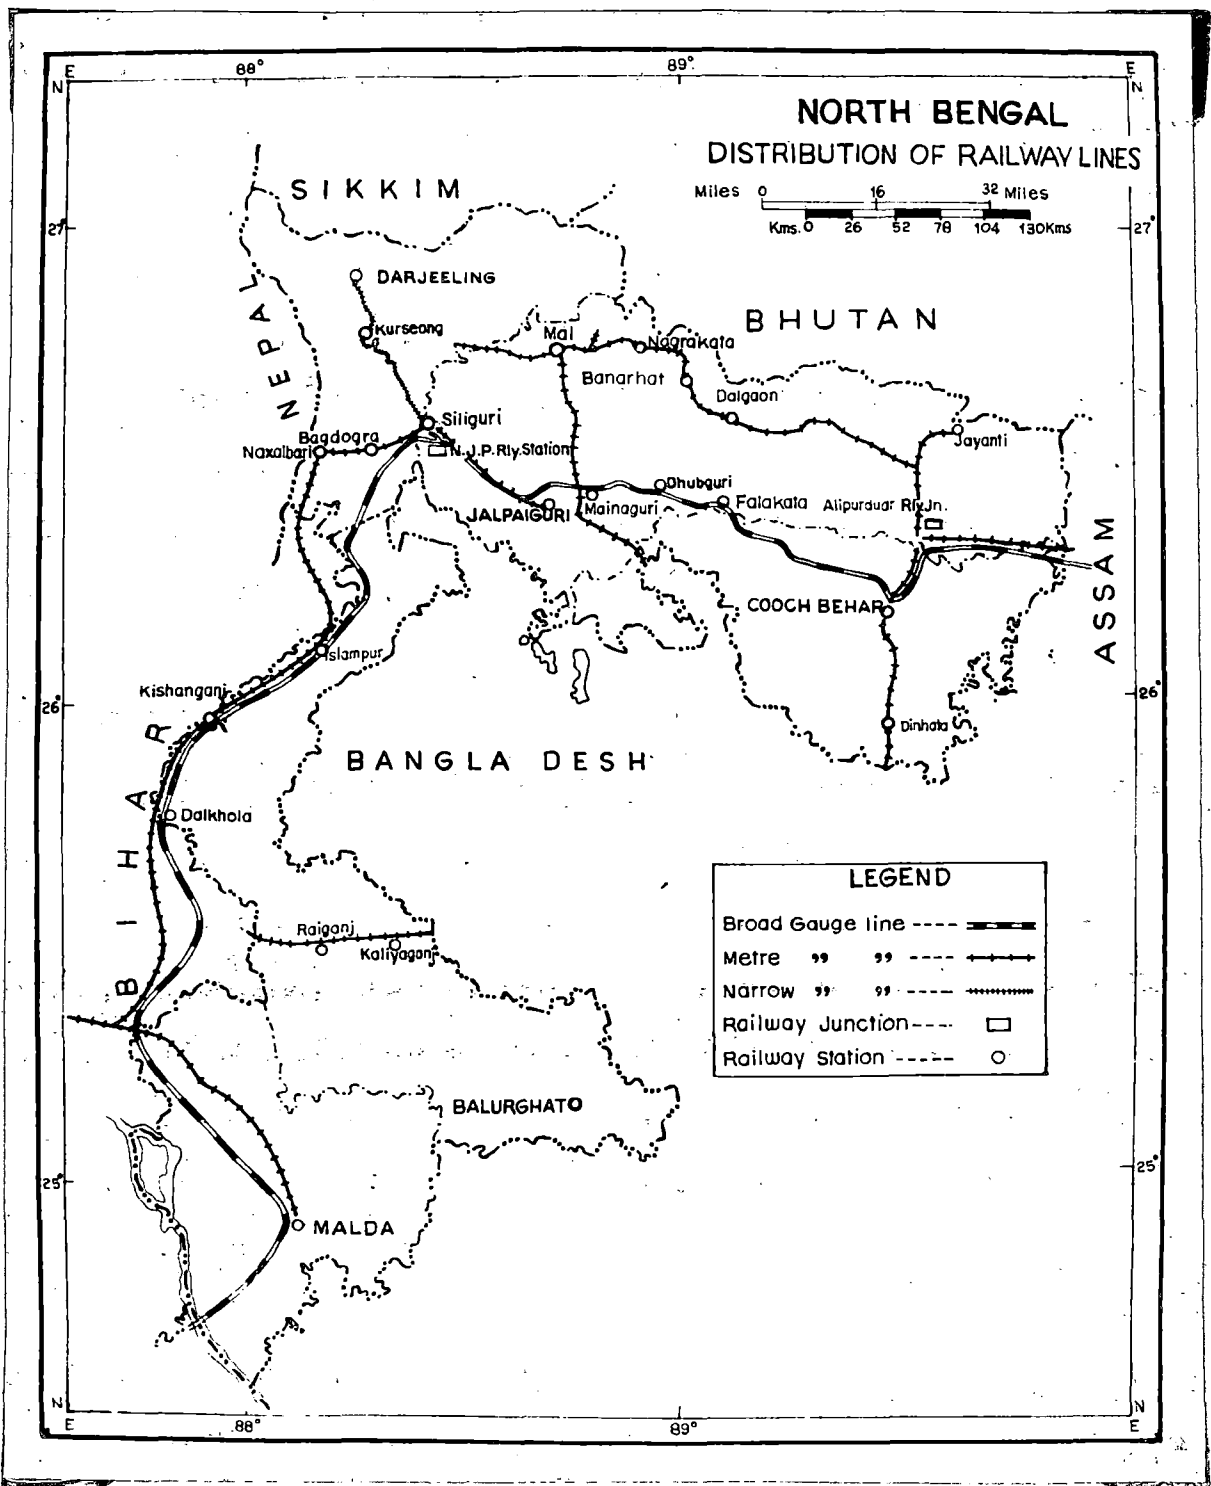 E 88° 89° E
N N
NORTH BENGAL
DISTRIBUTION OF RAILWAY LINES
Miles 0 16 32 Miles
Kms. 0 26 52 78 104 130Kms
SIKKIM
27° 27°
DARJEELING
NEPAL
BHUTAN
Kurseong
Mal
Nagrakata
Banarhat
Dalgaon
Siliguri
Jayanti
Bagdogra
Naxalbari
N.J.P. Rly. Station
Dhubguri
Falakata
Alipurduar Rly Jn.
JALPAIGURI
Mainaguri
ASSAM
COOCH BEHAR
Islampur
Kishanganj
26° 26°
Dinhata
BANGLA DESH
BIHAR
Dalkhola
LEGEND
Broad Gauge line ----
Metre " " ----
Narrow " " ----
Railway Junction ----
Railway Station -----
Raiganj
Kaliyaganj
BALURGHAT
25° 25°
MALDA
N N
E 88° 89° E